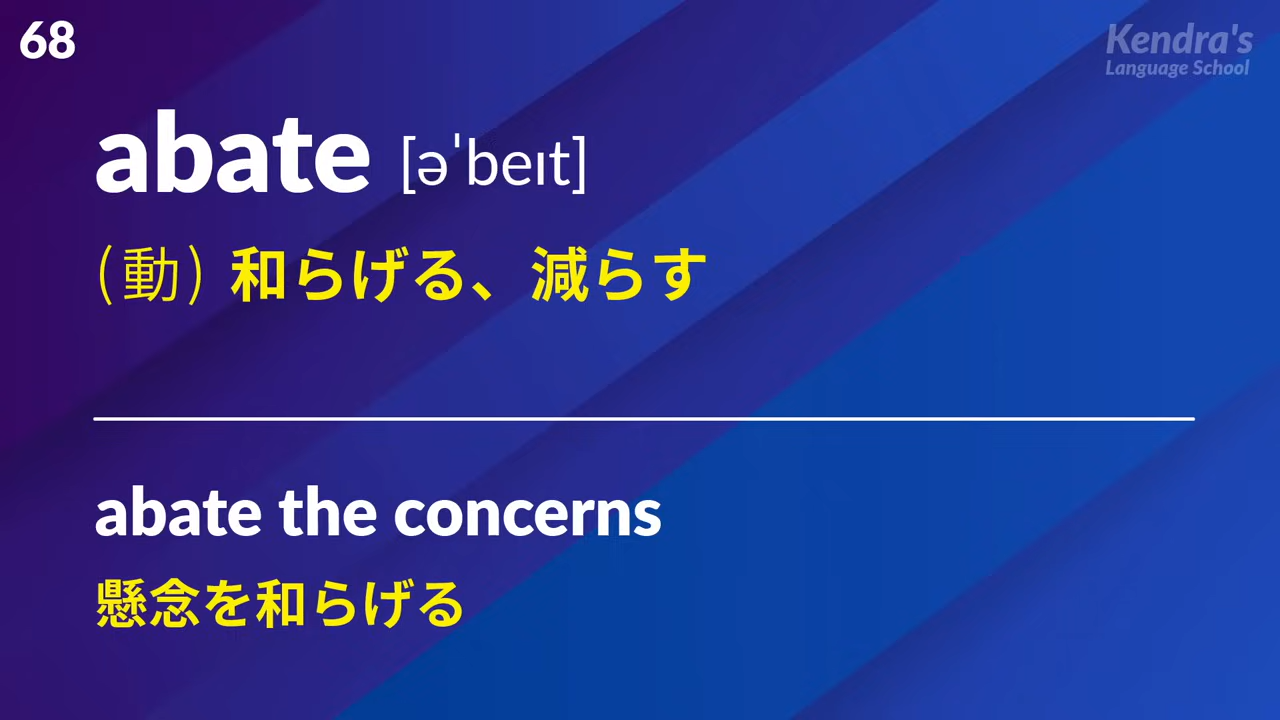 68
Kendra's
Language School
abate [əˈbeɪt]
(動) 和らげる、減らす
abate the concerns
懸念を和らげる